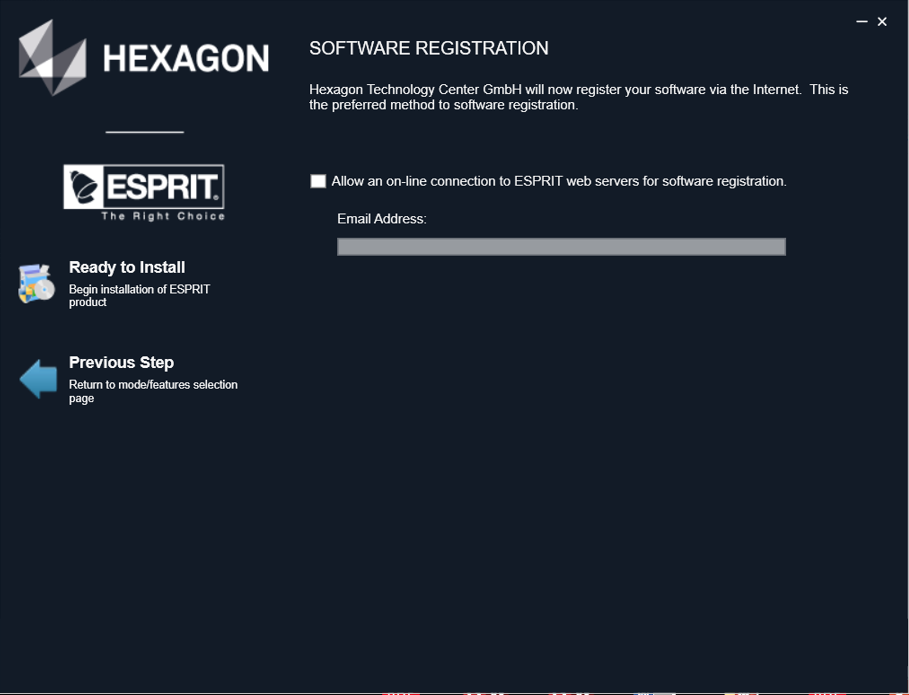 HEXAGON
SOFTWARE REGISTRATION
Hexagon Technology Center GmbH will now register your software via the Internet.  This is
the preferred method to software registration.
ESPRIT®
The Right Choice
Allow an on-line connection to ESPRIT web servers for software registration.
Email Address:
Ready to Install
Begin installation of ESPRIT
product
Previous Step
Return to mode/features selection
page